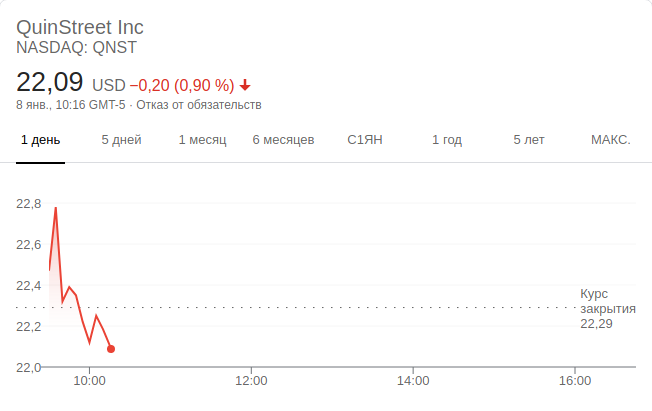 QuinStreet Inc
NASDAQ: QNST
22,09 USD −0,20 (0,90 %)
8 янв., 10:16 GMT-5 · Отказ от обязательств
1 день 5 дней 1 месяц 6 месяцев С1ЯН 1 год 5 лет МАКС.
22,8
22,6
22,4
Курс
закрытия
22,29
22,2
22,0
10:00 12:00 14:00 16:00